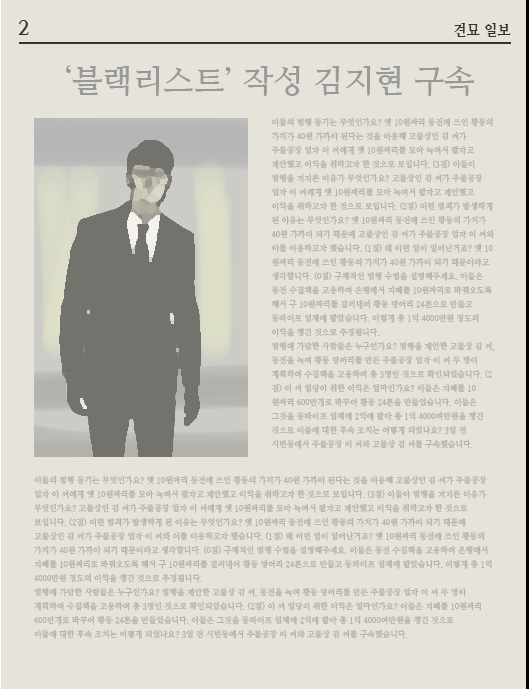 2
견묘 일보
‘블랙리스트’ 작성 김지현 구속
이들의 범행 동기는 무엇인가요? 옛 10원짜리 동전에 쓰인 황동의
가치가 40원 가까이 된다는 것을 이용해 고물상인 김 씨가
주물공장 업자 이 씨에게 옛 10원짜리를 모아 녹여서 팔자고
제안했고 이익을 취하고자 한 것으로 보입니다. (3점) 이들이
범행을 저지른 이유가 무엇인가요? 고물상인 김 씨가 주물공장
업자 이 씨에게 옛 10원짜리를 모아 녹여서 팔자고 제안했고
이익을 취하고자 한 것으로 보입니다. (2점) 이런 범죄가 발생하게
된 이유는 무엇인가요? 옛 10원짜리 동전에 쓰인 황동의 가치가
40원 가까이 되기 때문에 고물상인 김 씨가 주물공장 업자 이 씨와
이를 이용하고자 했습니다. (1점) 왜 이런 일이 일어난거죠? 옛 10
원짜리 동전에 쓰인 황동의 가치가 40원 가까이 되기 때문이라고
생각합니다. (0점) 구체적인 범행 수법을 설명해주세요. 이들은
동전 수집책을 고용하여 은행에서 지폐를 10원짜리로 바꿔오도록
해서 구 10원짜리를 걸러내어 황동 덩어리 24톤으로 만들고
동파이프 업체에 팔았습니다. 이렇게 총 1억 4000만원 정도의
이익을 챙긴 것으로 추정됩니다.
범행에 가담한 사람들은 누구인가요? 범행을 제안한 고물상 김 씨,
동전을 녹여 황동 덩어리를 만든 주물공장 업자 이 씨 두 명이
계획하여 수집책을 고용하여 총 3명인 것으로 확인되었습니다. (2
점) 이 씨 일당이 취한 이익은 얼마인가요? 이들은 지폐를 10
원짜리 600만개로 바꾸어 황동 24톤을 만들었습니다. 이들은
그것을 동파이프 업체에 2억에 팔아 총 1억 4000여만원을 챙긴
것으로 이들에 대한 후속 조치는 어떻게 되었나요? 3일 전
시민동에서 주물공장 이 씨와 고물상 김 씨를 구속했습니다.
이들의 범행 동기는 무엇인가요? 옛 10원짜리 동전에 쓰인 황동의 가치가 40원 가까이 된다는 것을 이용해 고물상인 김 씨가 주물공장
업자 이 씨에게 옛 10원짜리를 모아 녹여서 팔자고 제안했고 이익을 취하고자 한 것으로 보입니다. (3점) 이들이 범행을 저지른 이유가
무엇인가요? 고물상인 김 씨가 주물공장 업자 이 씨에게 옛 10원짜리를 모아 녹여서 팔자고 제안했고 이익을 취하고자 한 것으로
보입니다. (2점) 이런 범죄가 발생하게 된 이유는 무엇인가요? 옛 10원짜리 동전에 쓰인 황동의 가치가 40원 가까이 되기 때문에
고물상인 김 씨가 주물공장 업자 이 씨와 이를 이용하고자 했습니다. (1점) 왜 이런 일이 일어난거죠? 옛 10원짜리 동전에 쓰인 황동의
가치가 40원 가까이 되기 때문이라고 생각합니다. (0점) 구체적인 범행 수법을 설명해주세요. 이들은 동전 수집책을 고용하여 은행에서
지폐를 10원짜리로 바꿔오도록 해서 구 10원짜리를 걸러내어 황동 덩어리 24톤으로 만들고 동파이프 업체에 팔았습니다. 이렇게 총 1억
4000만원 정도의 이익을 챙긴 것으로 추정됩니다.
범행에 가담한 사람들은 누구인가요? 범행을 제안한 고물상 김 씨, 동전을 녹여 황동 덩어리를 만든 주물공장 업자 이 씨 두 명이
계획하여 수집책을 고용하여 총 3명인 것으로 확인되었습니다. (2점) 이 씨 일당이 취한 이익은 얼마인가요? 이들은 지폐를 10원짜리
600만개로 바꾸어 황동 24톤을 만들었습니다. 이들은 그것을 동파이프 업체에 2억에 팔아 총 1억 4000여만원을 챙긴 것으로
이들에 대한 후속 조치는 어떻게 되었나요? 3일 전 시민동에서 주물공장 이 씨와 고물상 김 씨를 구속했습니다.